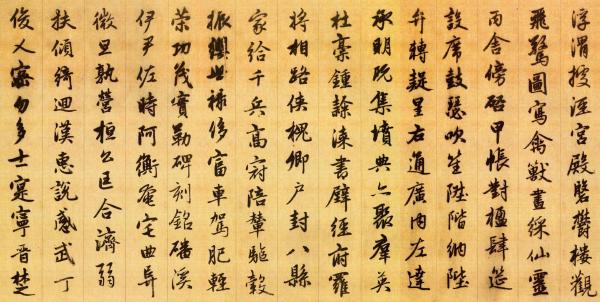 浮渭據涇宮殿盤欝樓觀
飛驚圖寫禽獸畫綵仙靈
丙舍傍啓甲帳對楹肆筵
設席鼓瑟吹笙陞階納陛
弁轉疑星右通廣內左達
承明既集墳典亦聚羣英
杜稾鍾隸漆書壁經府羅
將相路俠槐卿戶封八縣
家給千兵高冠陪輦驅轂
振纓世祿侈富車駕肥輕
策功茂實勒碑刻銘磻溪
伊尹佐時阿衡奄宅曲阜
微旦孰營桓公匡合濟弱
扶傾綺迴漢惠說感武丁
俊乂密勿多士寔寧晉楚